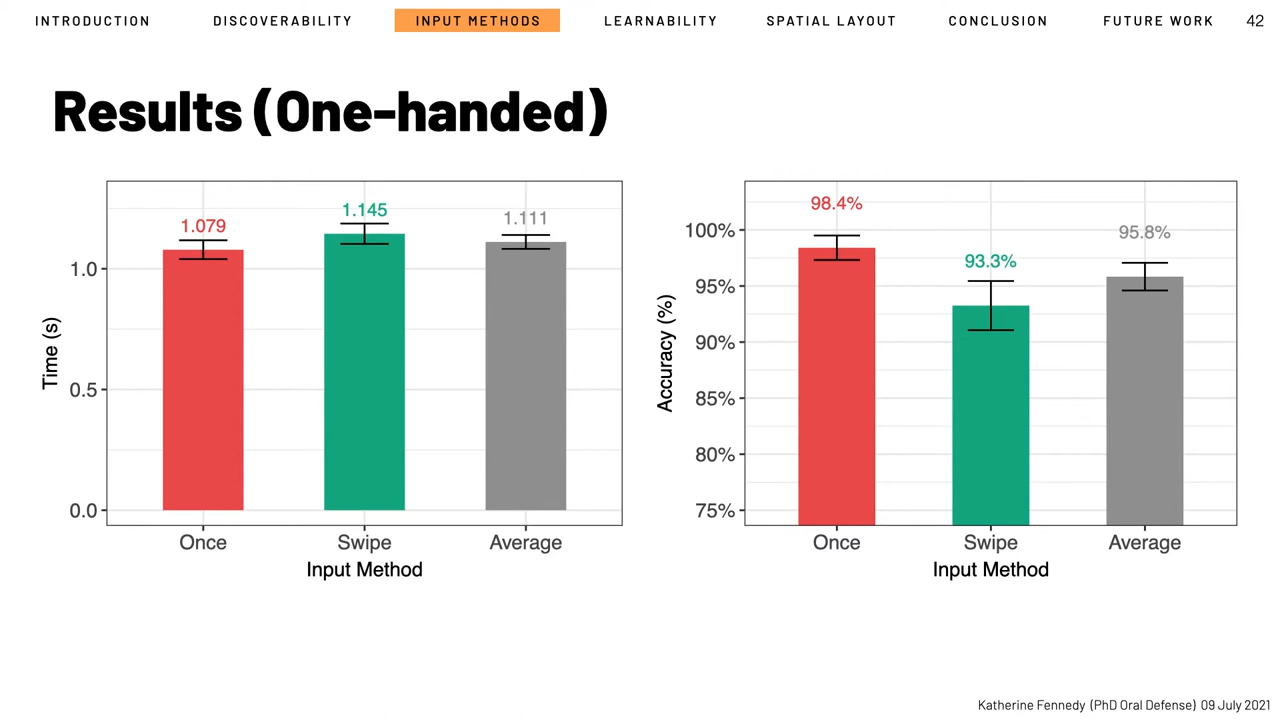 INTRODUCTION DISCOVERABILITY INPUT METHODS LEARNABILITY SPATIAL LAYOUT CONCLUSION FUTURE WORK 42
Results (One-handed)
1.079 1.145 1.111
1.0
0.5
0.0
Time (s)
Once Swipe Average
Input Method
98.4% 93.3% 95.8%
100%
95%
90%
85%
80%
75%
Accuracy (%)
Once Swipe Average
Input Method
Katherine Fennedy (PhD Oral Defense) 09 July 2021